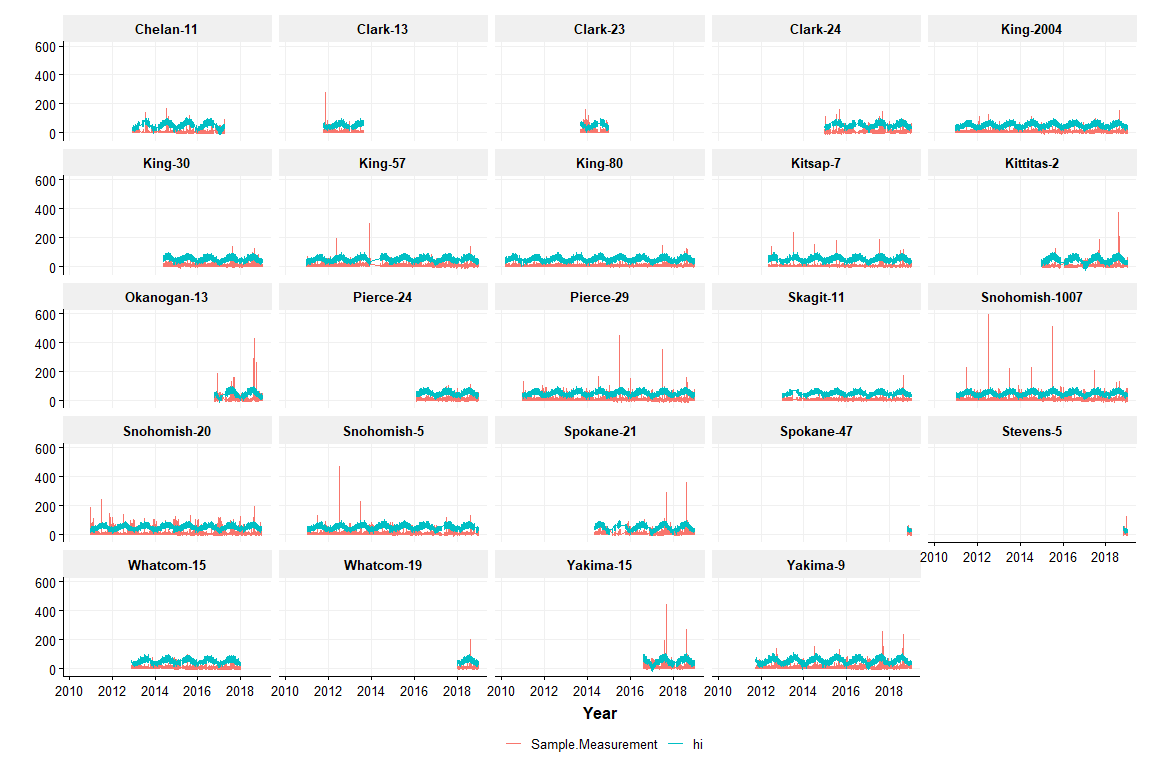 Chelan-11 Clark-13 Clark-23 Clark-24 King-2004
600
400
200
0
King-30 King-57 King-80 Kitsap-7 Kittitas-2
600
400
200
0
Okanogan-13 Pierce-24 Pierce-29 Skagit-11 Snohomish-1007
600
400
200
0
Snohomish-20 Snohomish-5 Spokane-21 Spokane-47 Stevens-5
600
400
200
0
2010 2012 2014 2016 2018
Whatcom-15 Whatcom-19 Yakima-15 Yakima-9
600
400
200
0
2010 2012 2014 2016 2018 2010 2012 2014 2016 2018 2010 2012 2014 2016 2018 2010 2012 2014 2016 2018
Year
Sample.Measurement hi